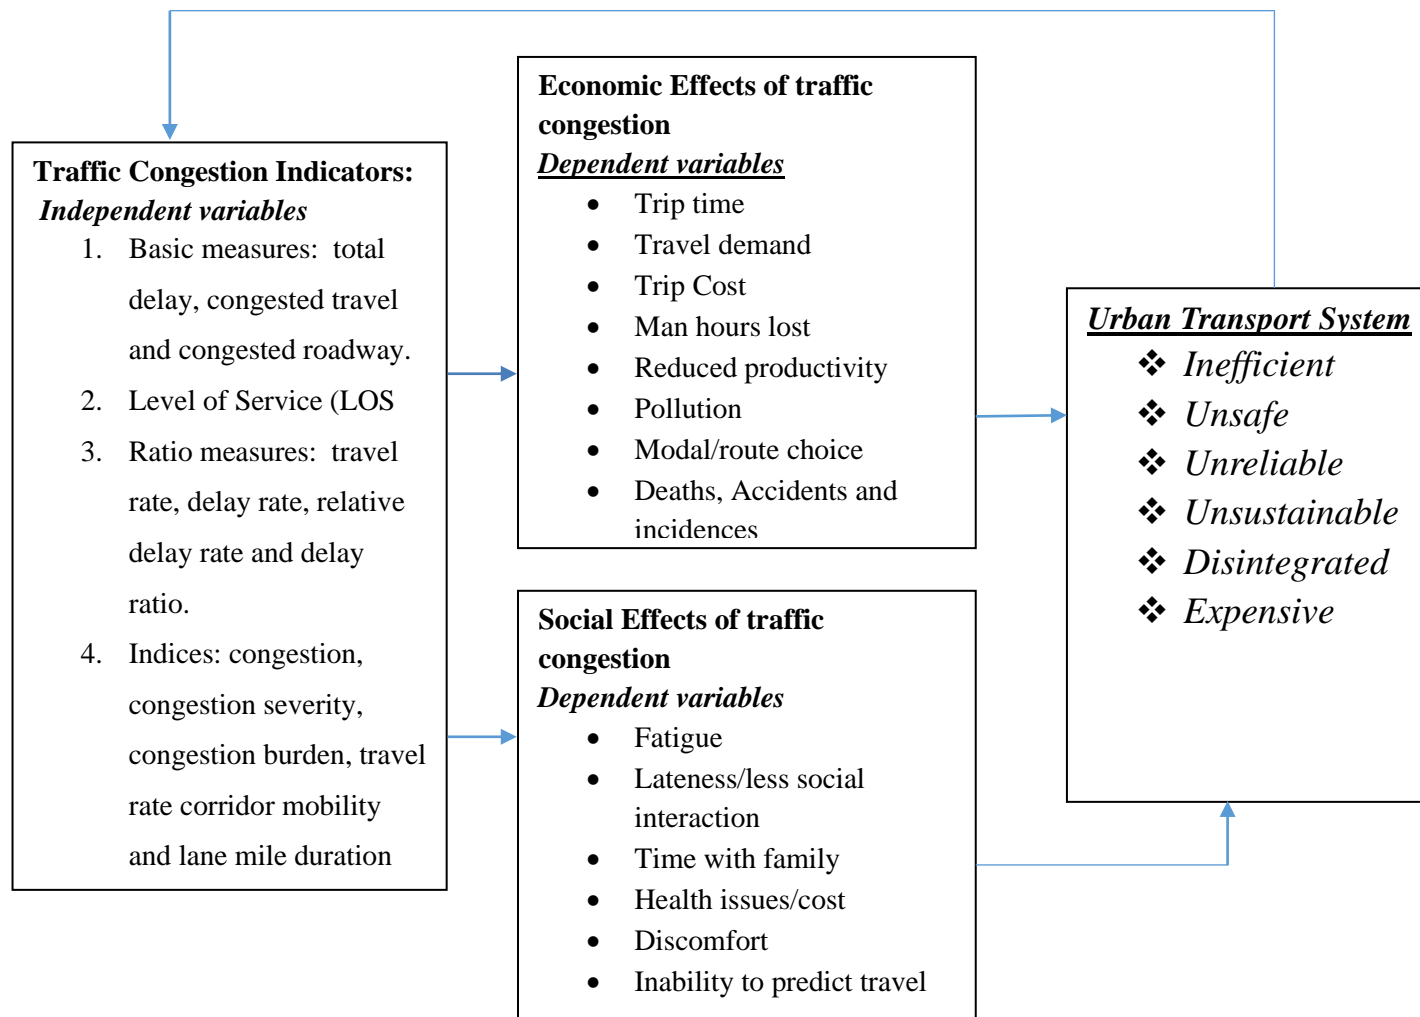 Traffic Congestion Indicators:
Independent variables
1. Basic measures: total
delay, congested travel
and congested roadway.
2. Level of Service (LOS
3. Ratio measures: travel
rate, delay rate, relative
delay rate and delay
ratio.
4. Indices: congestion,
congestion severity,
congestion burden, travel
rate corridor mobility
and lane mile duration
Economic Effects of traffic
congestion
Dependent variables
• Trip time
• Travel demand
• Trip Cost
• Man hours lost
• Reduced productivity
• Pollution
• Modal/route choice
• Deaths, Accidents and
incidences
Social Effects of traffic
congestion
Dependent variables
• Fatigue
• Lateness/less social
interaction
• Time with family
• Health issues/cost
• Discomfort
• Inability to predict travel
Urban Transport System
❖ Inefficient
❖ Unsafe
❖ Unreliable
❖ Unsustainable
❖ Disintegrated
❖ Expensive